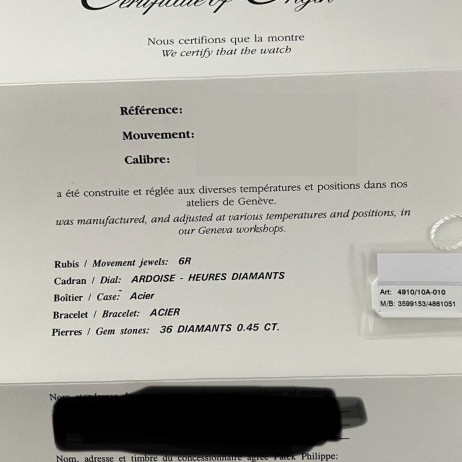 Certificate of Origin
Nous certifions que la montre
We certify that the watch
Référence:
Mouvement:
Calibre:
a été construite et réglée aux diverses températures et positions dans nos
ateliers de Genève.
was manufactured, and adjusted at various temperatures and positions, in
our Geneva workshops.
Rubis / Movement jewels: 6R
Cadran / Dial: ARDOISE - HEURES DIAMANTS
Boîtier / Case: Acier
Bracelet / Bracelet: ACIER
Pierres / Gem stones: 36 DIAMANTS 0.45 CT.
Art: 4910/10A-010
M/B: 3599153/4861051
Nom, adresse et timbre du concessionnaire agréé Patek Philippe: